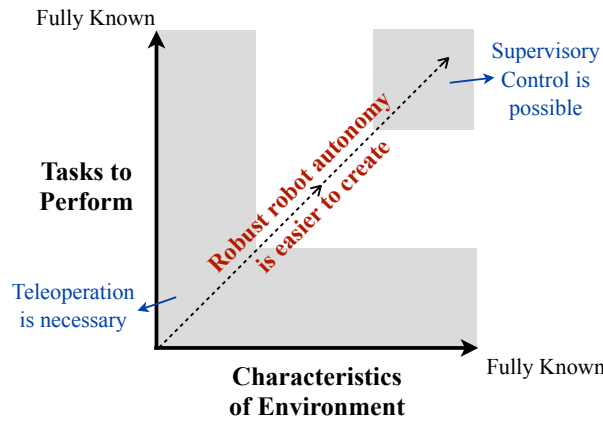 Fully Known
Supervisory
Control is
possible
Tasks to
Perform
Robust robot autonomy
is easier to create
Teleoperation
is necessary
Fully Known
Characteristics
of Environment